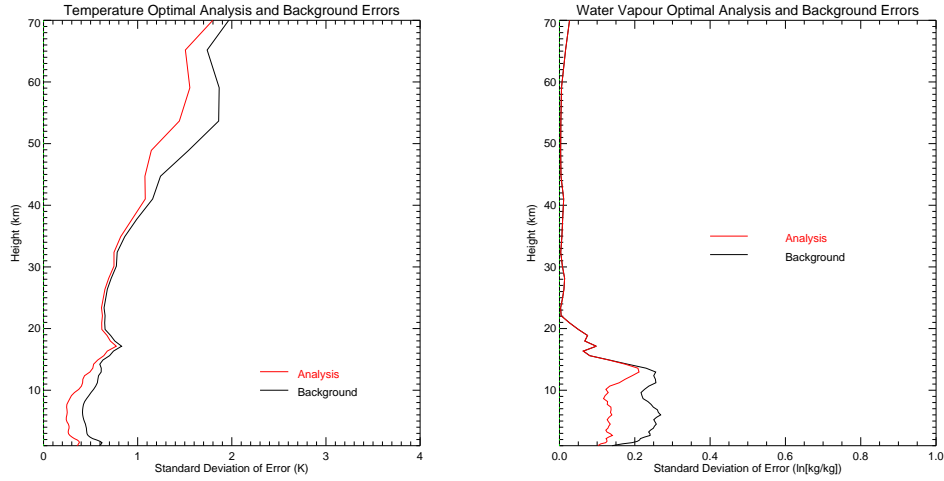 Temperature Optimal Analysis and Background Errors
70
60
50
40
30
20
10
Height (km)
Analysis
Background
0
1
2
3
4
Standard Deviation of Error (K)
Water Vapour Optimal Analysis and Background Errors
70
60
50
40
30
20
10
Height (km)
Analysis
Background
0.0
0.2
0.4
0.6
0.8
1.0
Standard Deviation of Error (ln[kg/kg])